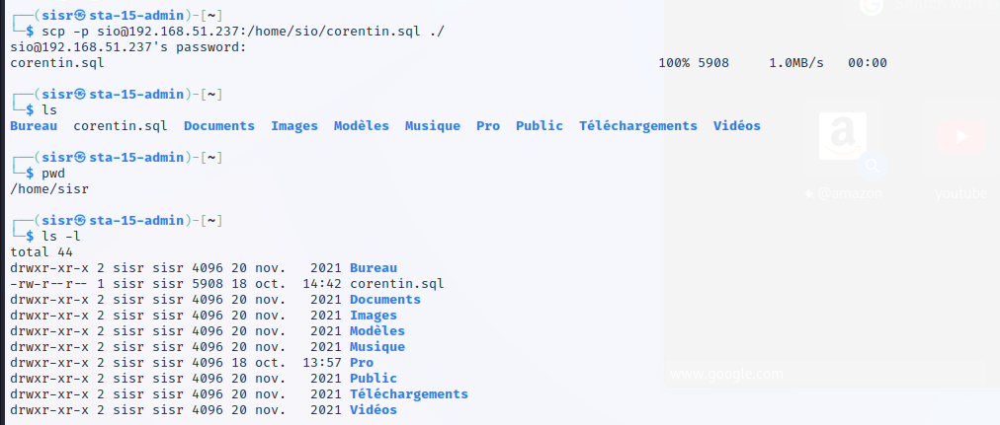 ┌──(sisr㉿sta-15-admin)-[~]
└─$ scp -p sio@192.168.51.237:/home/sio/corentin.sql ./
sio@192.168.51.237's password:
corentin.sql 100% 5908 1.0MB/s 00:00
┌──(sisr㉿sta-15-admin)-[~]
└─$ ls
Bureau corentin.sql Documents Images Modèles Musique Pro Public Téléchargements Vidéos
┌──(sisr㉿sta-15-admin)-[~]
└─$ pwd
/home/sisr
┌──(sisr㉿sta-15-admin)-[~]
└─$ ls -l
total 44
drwxr-xr-x 2 sisr sisr 4096 20 nov. 2021 Bureau
-rw-r--r-- 1 sisr sisr 5908 18 oct. 14:42 corentin.sql
drwxr-xr-x 2 sisr sisr 4096 20 nov. 2021 Documents
drwxr-xr-x 2 sisr sisr 4096 20 nov. 2021 Images
drwxr-xr-x 2 sisr sisr 4096 20 nov. 2021 Modèles
drwxr-xr-x 2 sisr sisr 4096 20 nov. 2021 Musique
drwxr-xr-x 2 sisr sisr 4096 18 oct. 13:57 Pro
drwxr-xr-x 2 sisr sisr 4096 20 nov. 2021 Public
drwxr-xr-x 2 sisr sisr 4096 20 nov. 2021 Téléchargements
drwxr-xr-x 2 sisr sisr 4096 20 nov. 2021 Vidéos
@amazon
youtube
www.google.com